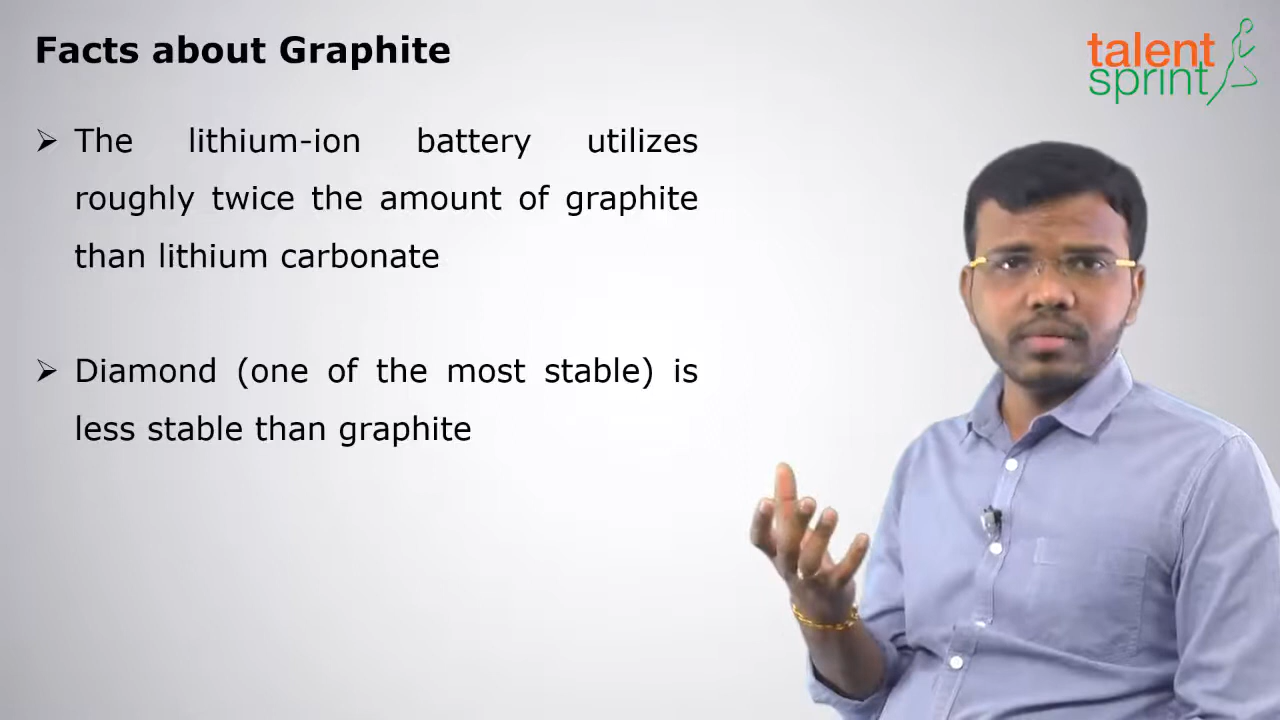 Facts about Graphite
talent
sprint
➢ The lithium-ion battery utilizes
roughly twice the amount of graphite
than lithium carbonate
➢ Diamond (one of the most stable) is
less stable than graphite